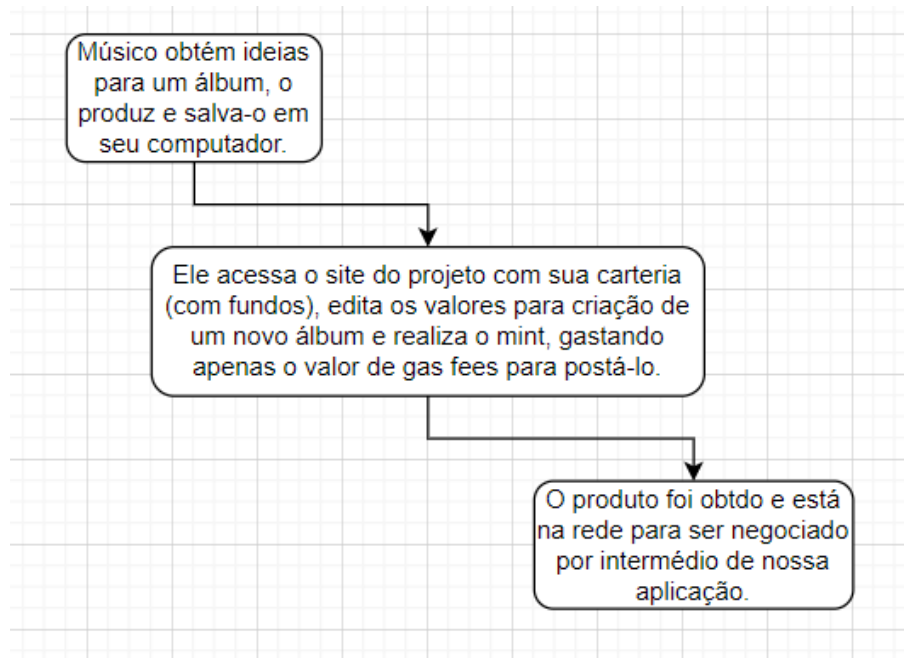 Músico obtém ideias
para um álbum, o
produz e salva-o em
seu computador.
Ele acessa o site do projeto com sua carteria
(com fundos), edita os valores para criação de
um novo álbum e realiza o mint, gastando
apenas o valor de gas fees para postá-lo.
O produto foi obtdo e está
na rede para ser negociado
por intermédio de nossa
aplicação.